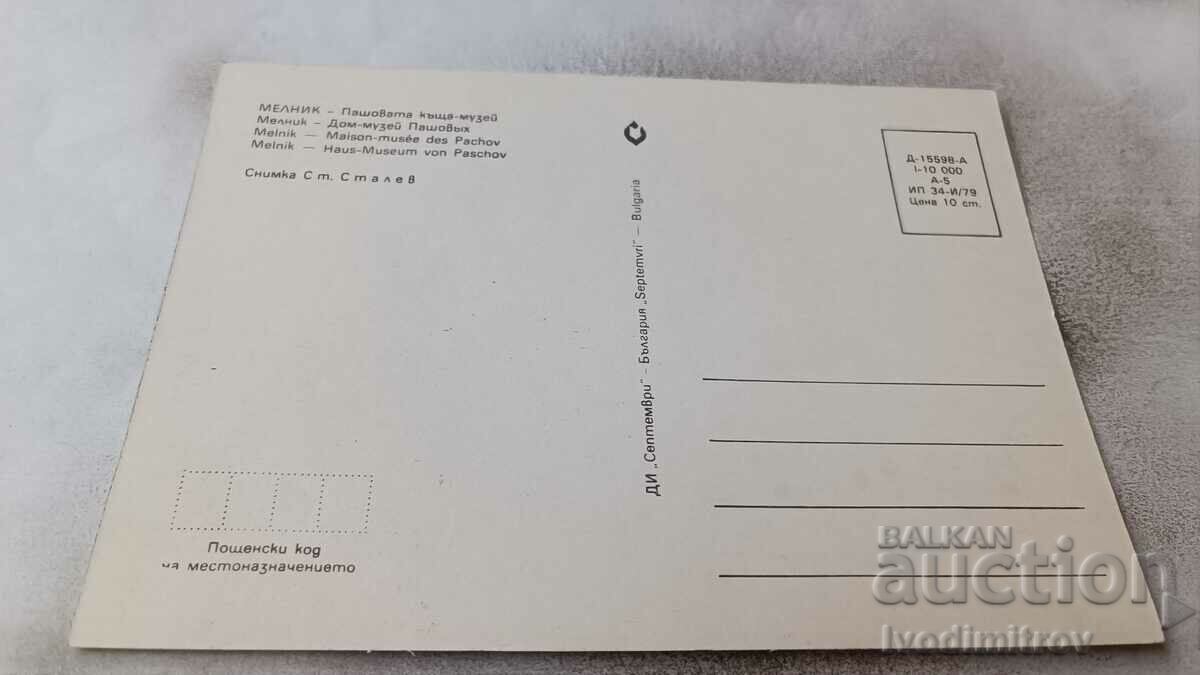 МЕЛНИК – Пашовата къща-музей
Мелник – Дом-музей Пашовых
Melnik — Maison-musée des Pachov
Melnik — Haus-Museum von Paschov
Снимка Ст. Сталев
ДИ „Септември" – България „Septemvri" — Bulgaria
Д-15598-А
I-10 000
А-5
ИП 34-И/79
Цена 10 ст.
Пощенски код
на местоназначението
BALKAN
auction
Ivodimitrov